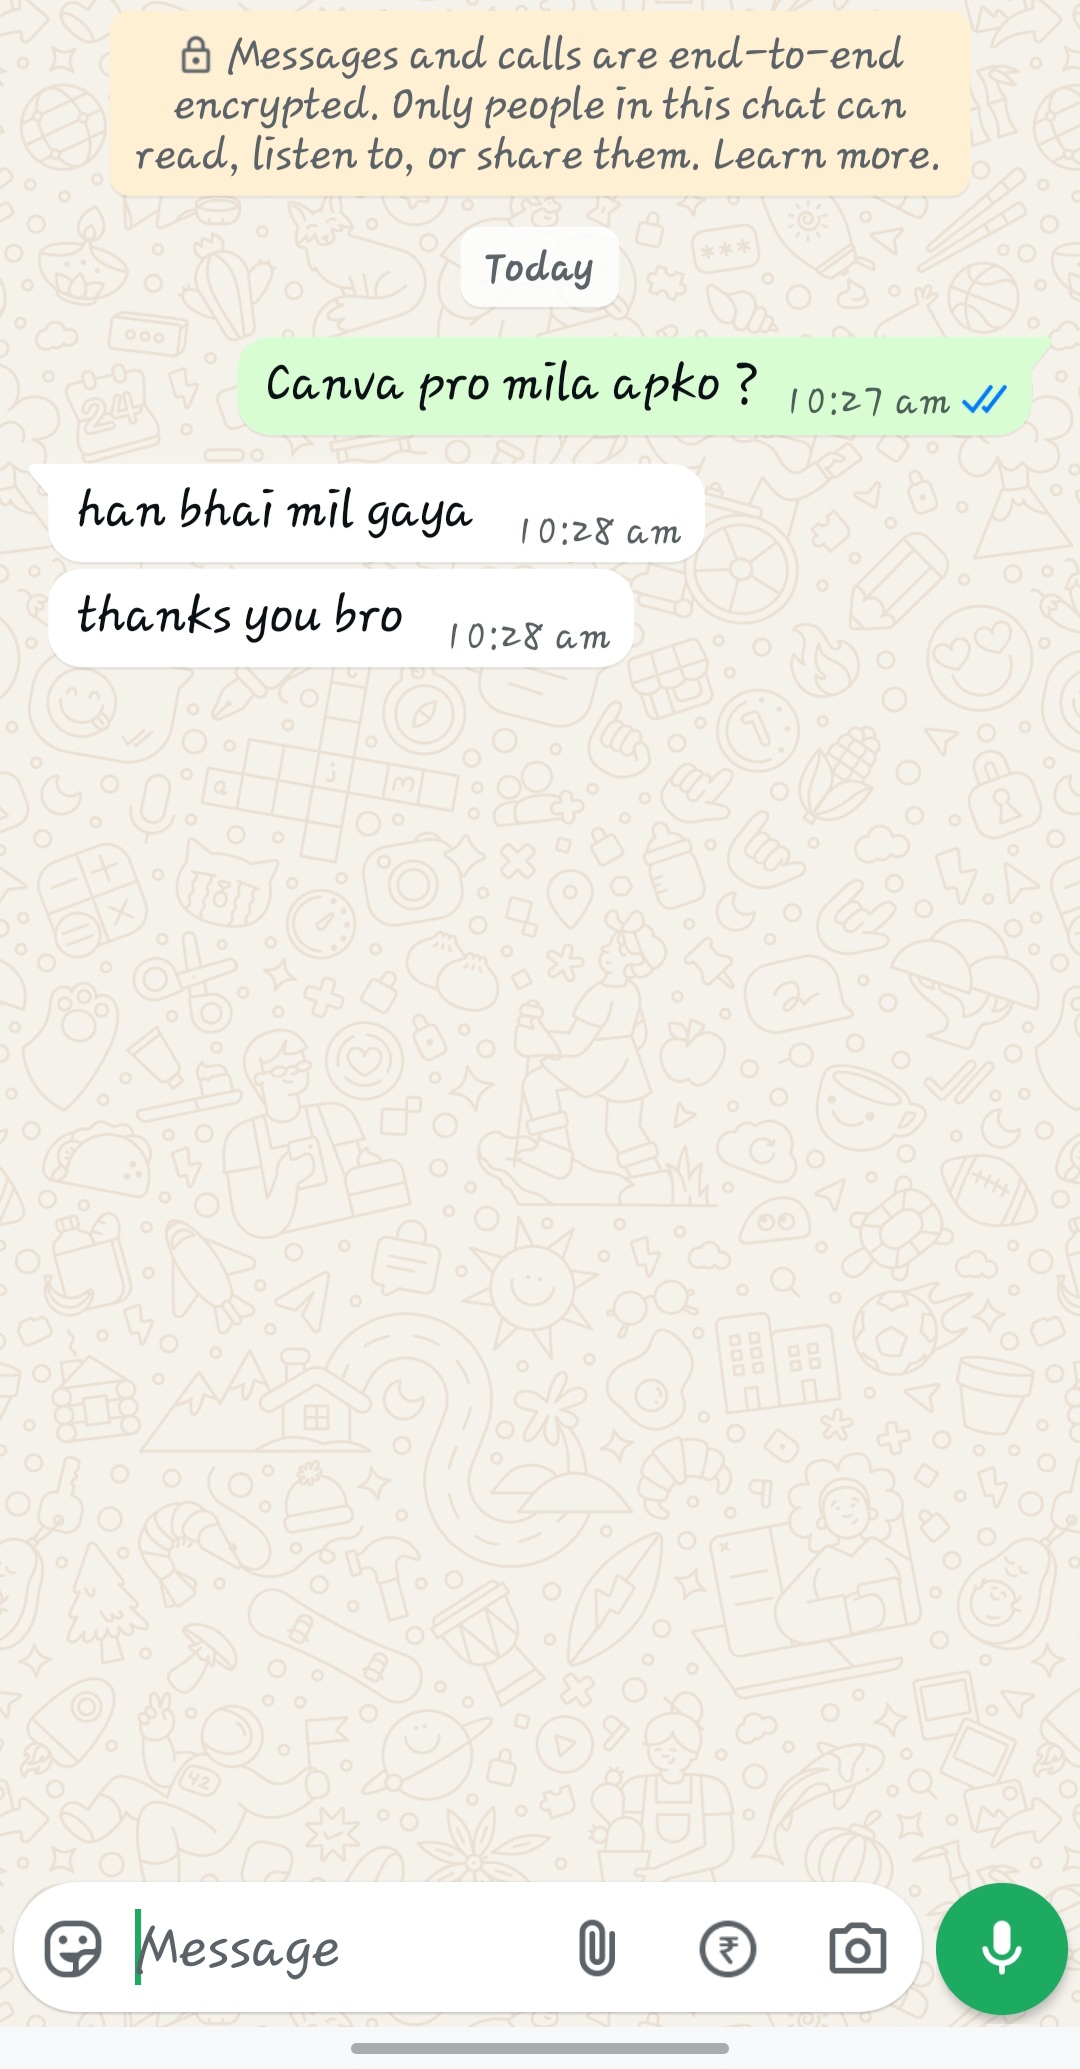 Messages and calls are end-to-end
encrypted. Only people in this chat can
read, listen to, or share them. Learn more.
Today
Canva pro mila apko ? 10:27 am
han bhai mil gaya 10:28 am
thanks you bro 10:28 am
Message